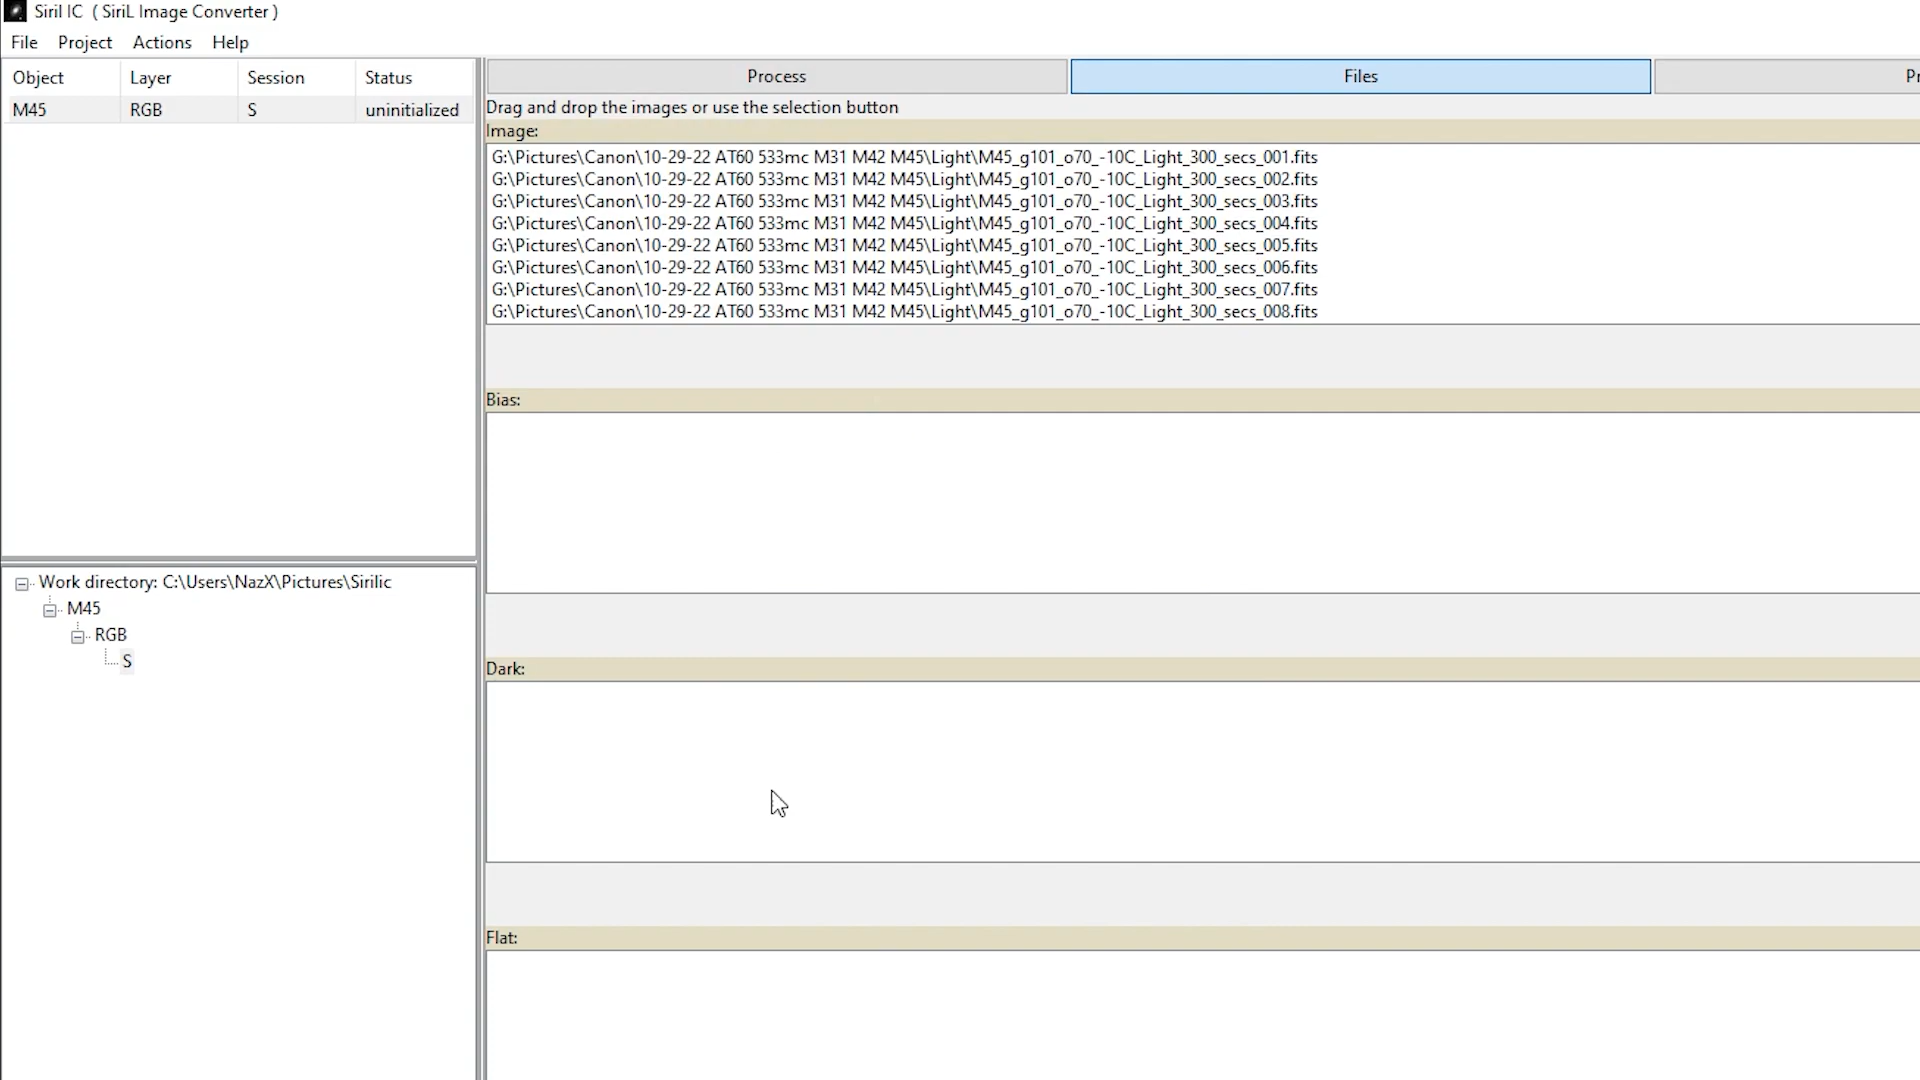 Siril IC ( SiriL Image Converter )
File Project Actions Help
Object Layer Session Status
M45 RGB S uninitialized
Work directory: C:\Users\NazX\Pictures\Sirilic
M45
RGB
S
Process Files
Drag and drop the images or use the selection button
Image:
G:\Pictures\Canon\10-29-22 AT60 533mc M31 M42 M45\Light\M45_g101_o70_-10C_Light_300_secs_001.fits
G:\Pictures\Canon\10-29-22 AT60 533mc M31 M42 M45\Light\M45_g101_o70_-10C_Light_300_secs_002.fits
G:\Pictures\Canon\10-29-22 AT60 533mc M31 M42 M45\Light\M45_g101_o70_-10C_Light_300_secs_003.fits
G:\Pictures\Canon\10-29-22 AT60 533mc M31 M42 M45\Light\M45_g101_o70_-10C_Light_300_secs_004.fits
G:\Pictures\Canon\10-29-22 AT60 533mc M31 M42 M45\Light\M45_g101_o70_-10C_Light_300_secs_005.fits
G:\Pictures\Canon\10-29-22 AT60 533mc M31 M42 M45\Light\M45_g101_o70_-10C_Light_300_secs_006.fits
G:\Pictures\Canon\10-29-22 AT60 533mc M31 M42 M45\Light\M45_g101_o70_-10C_Light_300_secs_007.fits
G:\Pictures\Canon\10-29-22 AT60 533mc M31 M42 M45\Light\M45_g101_o70_-10C_Light_300_secs_008.fits
Bias:
Dark:
Flat: